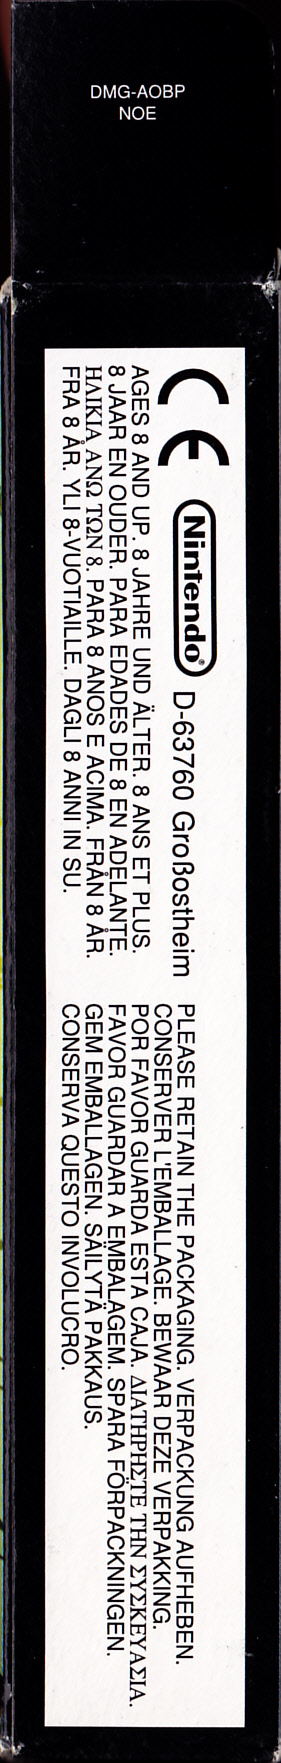 DMG-AOBP
NOE
CE Nintendo® D-63760 Großostheim
AGES 8 AND UP. 8 JAHRE UND ÄLTER. 8 ANS ET PLUS.
8 JAAR EN OUDER. PARA EDADES DE 8 EN ADELANTE.
ΗΛΙΚΙΑ ΑΝΩ ΤΩΝ 8. PARA 8 ANOS E ACIMA. FRÅN 8 ÅR.
FRA 8 ÅR. YLI 8-VUOTIAILLE. DAGLI 8 ANNI IN SU.
PLEASE RETAIN THE PACKAGING. VERPACKUNG AUFHEBEN.
CONSERVER L'EMBALLAGE. BEWAAR DEZE VERPAKKING.
POR FAVOR GUARDA ESTA CAJA. ΔΙΑΤΗΡΗΣΤΕ ΤΗΝ ΣΥΣΚΕΥΑΣΙΑ.
FAVOR GUARDAR A EMBALAGEM. SPARA FÖRPACKNINGEN.
GEM EMBALLAGEN. SÄILYTÄ PAKKAUS.
CONSERVA QUESTO INVOLUCRO.